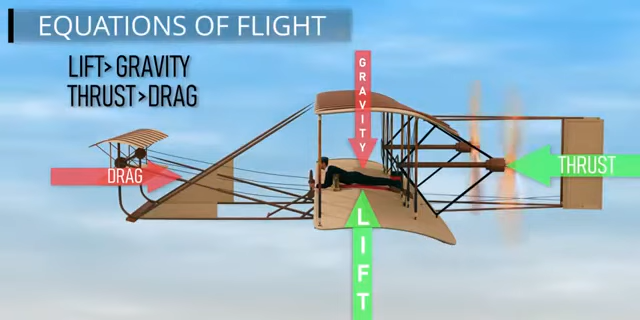 EQUATIONS OF FLIGHT
LIFT>GRAVITY
THRUST>DRAG
GRAVITY
DRAG
THRUST
LIFT